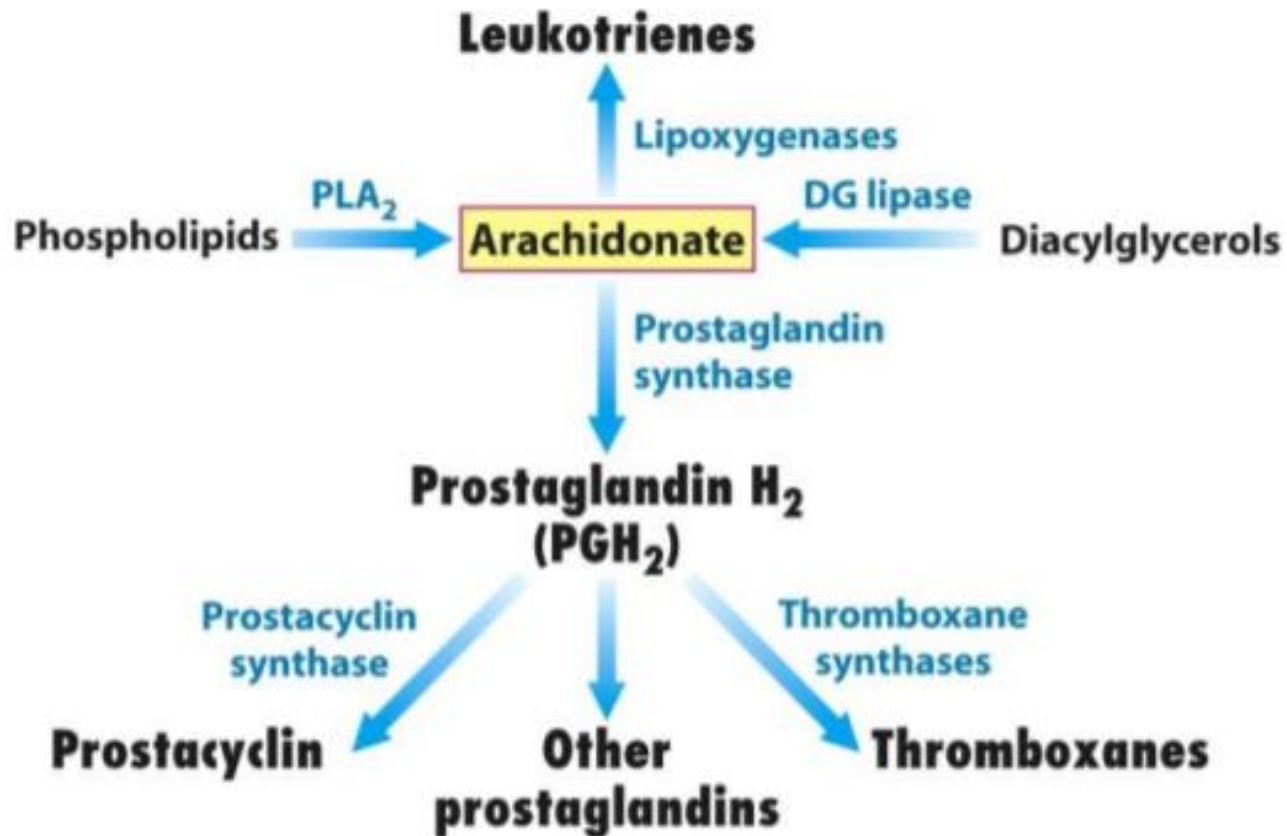 Leukotrienes
Lipoxygenases
PLA₂
DG lipase
Phospholipids
Arachidonate
Diacylglycerols
Prostaglandin
synthase
Prostaglandin H₂
(PGH₂)
Prostacyclin
synthase
Thromboxane
synthases
Prostacyclin
Other
prostaglandins
Thromboxanes